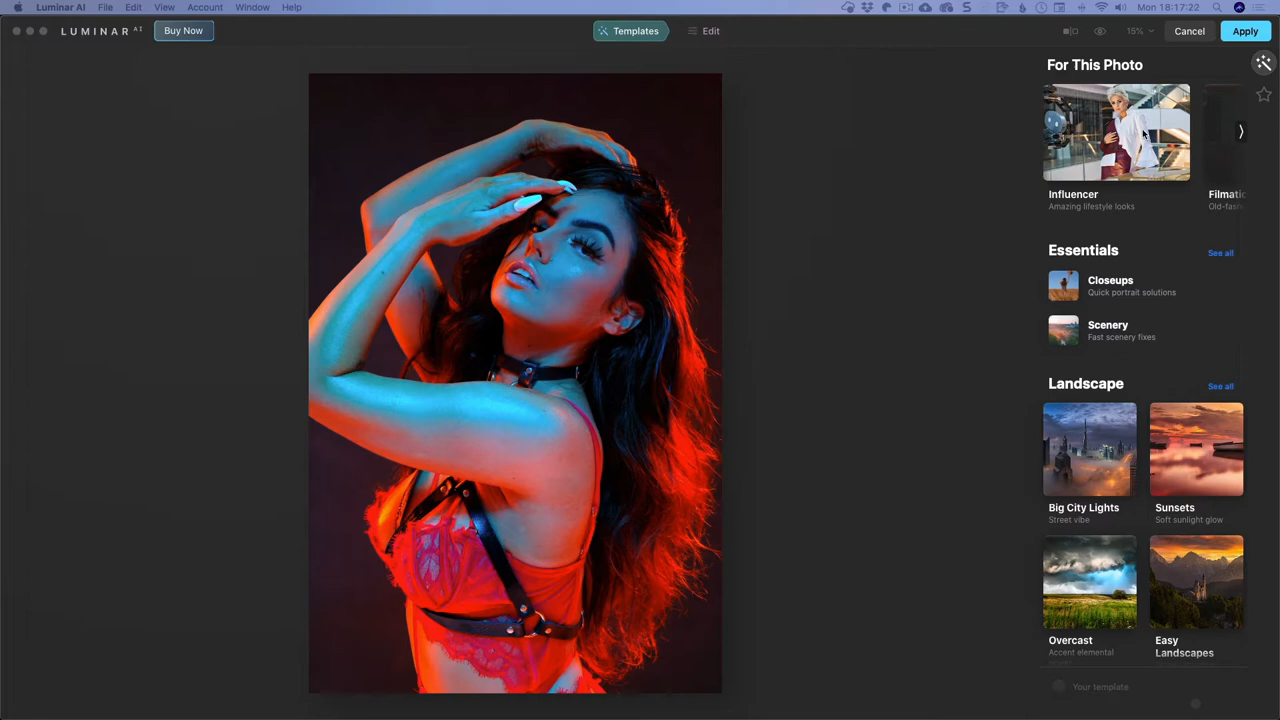 Luminar AI File Edit View Account Window Help
Mon 18:17:22
LUMINAR AI Buy Now
Templates Edit
15% Cancel Apply
For This Photo
Influencer
Amazing lifestyle looks
Filmatic
Old-fash
Essentials See all
Closeups
Quick portrait solutions
Scenery
Fast scenery fixes
Landscape See all
Big City Lights
Street vibe
Sunsets
Soft sunlight glow
Overcast
Accent elemental
Easy
Landscapes
Your template